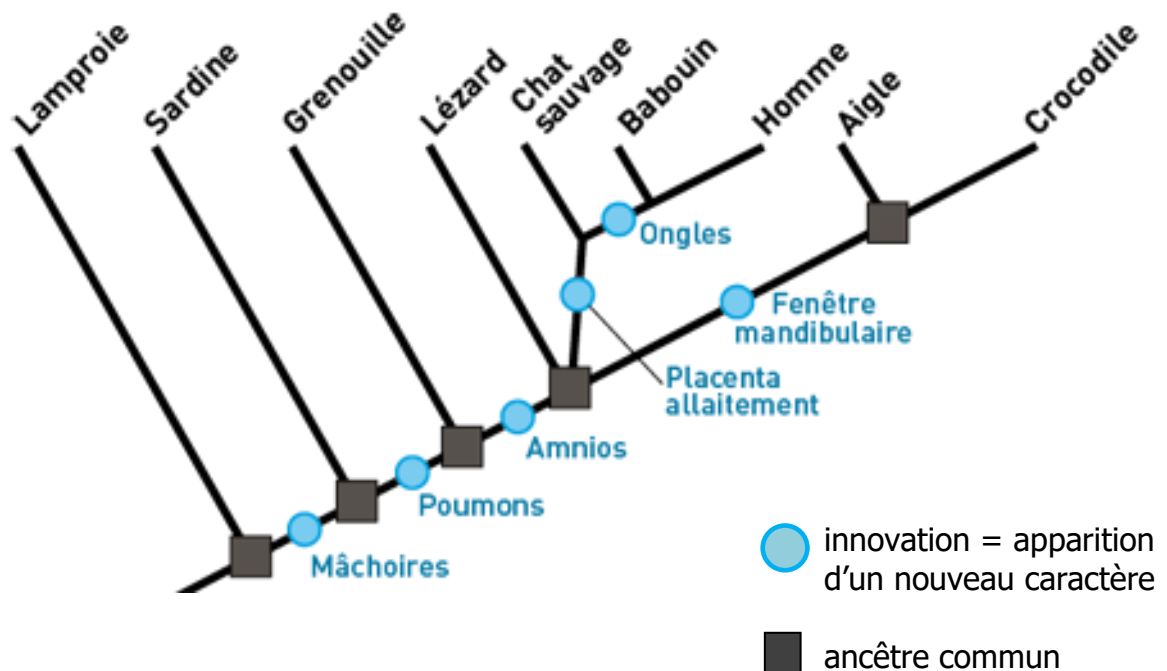 Lamproie
Sardine
Grenouille
Lézard
Chat
sauvage
Babouin
Homme
Aigle
Crocodile
Ongles
Fenêtre
mandibulaire
Placenta
allaitement
Amnios
Poumons
Mâchoires
innovation = apparition
d'un nouveau caractère
ancêtre commun